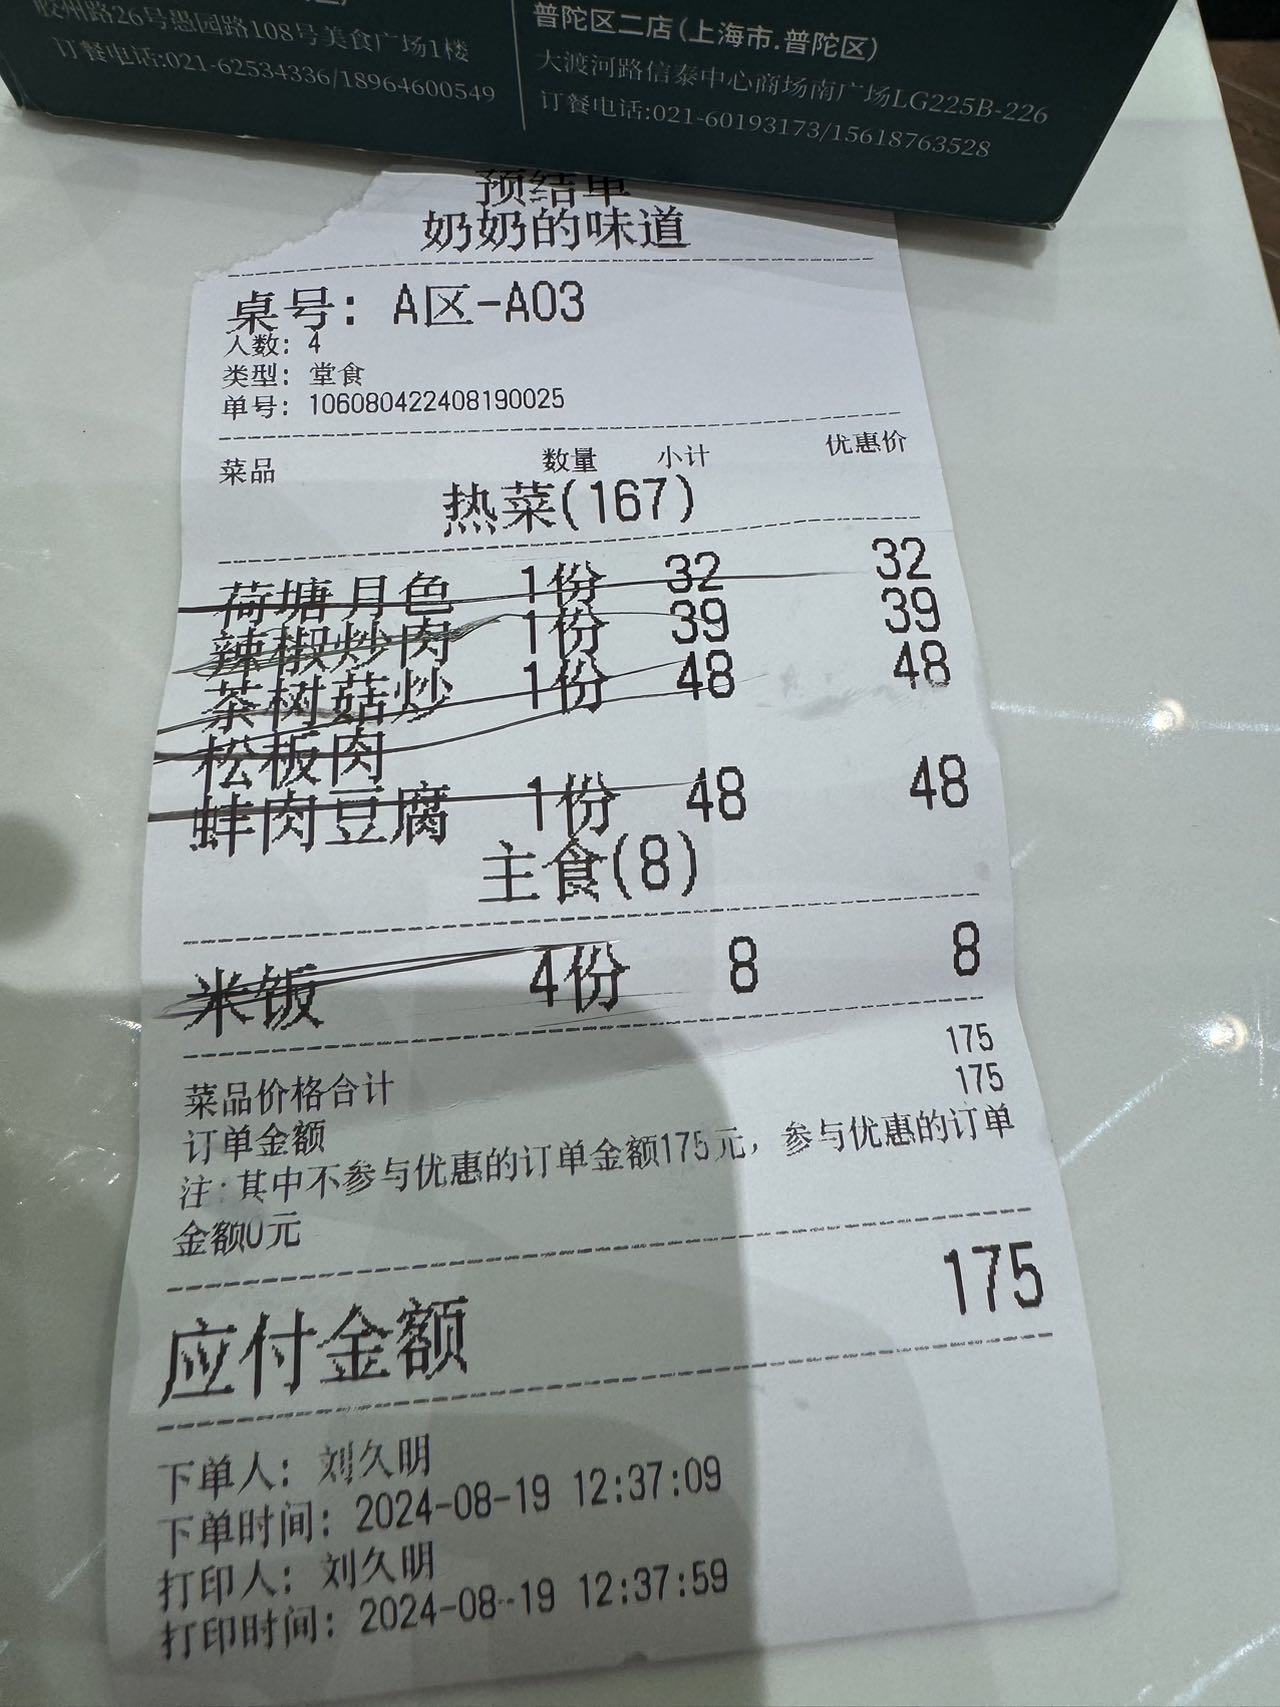 胶州路26号愚园路108号美食广场1楼
订餐电话:021-62534336/18964600549
普陀区二店(上海市.普陀区)
大渡河路信泰中心商场南广场LG225B-226
订餐电话:021-60193173/15618763528
预结单
奶奶的味道
桌号: A区-A03
人数: 4
类型: 堂食
单号: 106080422408190025
菜品 数量 小计 优惠价
热菜(167)
荷塘月色 1份 32 32
辣椒炒肉 1份 39 39
茶树菇炒 1份 48 48
松板肉
蚌肉豆腐 1份 48 48
主食(8)
米饭 4份 8 8
菜品价格合计 175
订单金额 175
注:其中不参与优惠的订单金额175元, 参与优惠的订单
金额0元
应付金额 175
下单人: 刘久明
下单时间: 2024-08-19 12:37:09
打印人: 刘久明
打印时间: 2024-08-19 12:37:59